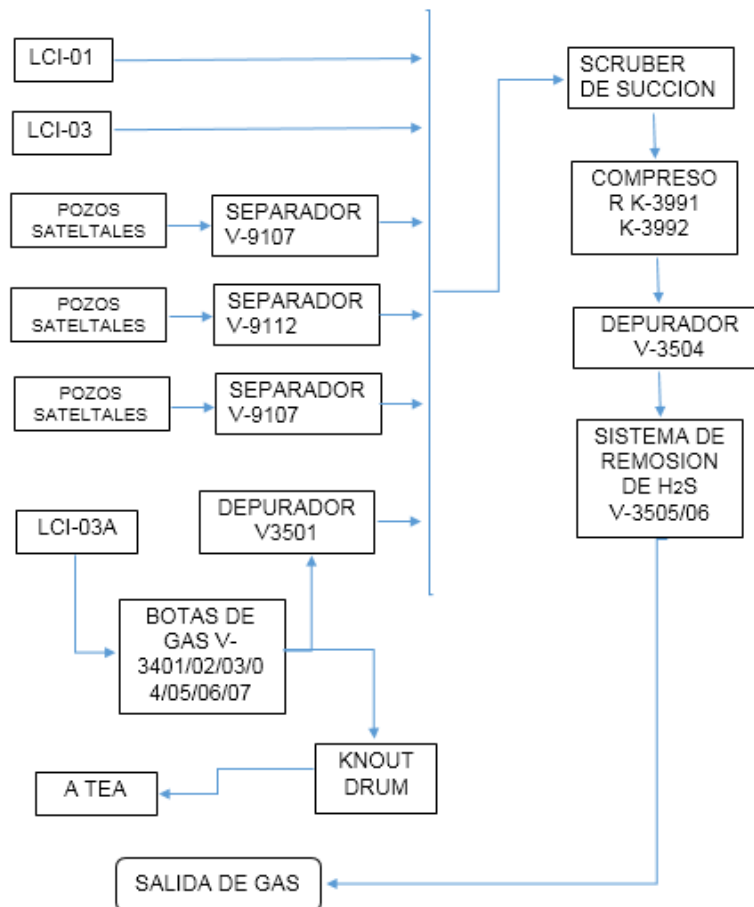 LCI-01
LCI-03
POZOS
SATELTALES
SEPARADOR
V-9107
POZOS
SATELTALES
SEPARADOR
V-9112
POZOS
SATELTALES
SEPARADOR
V-9107
LCI-03A
DEPURADOR
V3501
BOTAS DE
GAS V-
3401/02/03/0
4/05/06/07
KNOUT
DRUM
A TEA
SCRUBER
DE SUCCION
COMPRESO
R K-3991
K-3992
DEPURADOR
V-3504
SISTEMA DE
REMOSION
DE H₂S
V-3505/06
SALIDA DE GAS